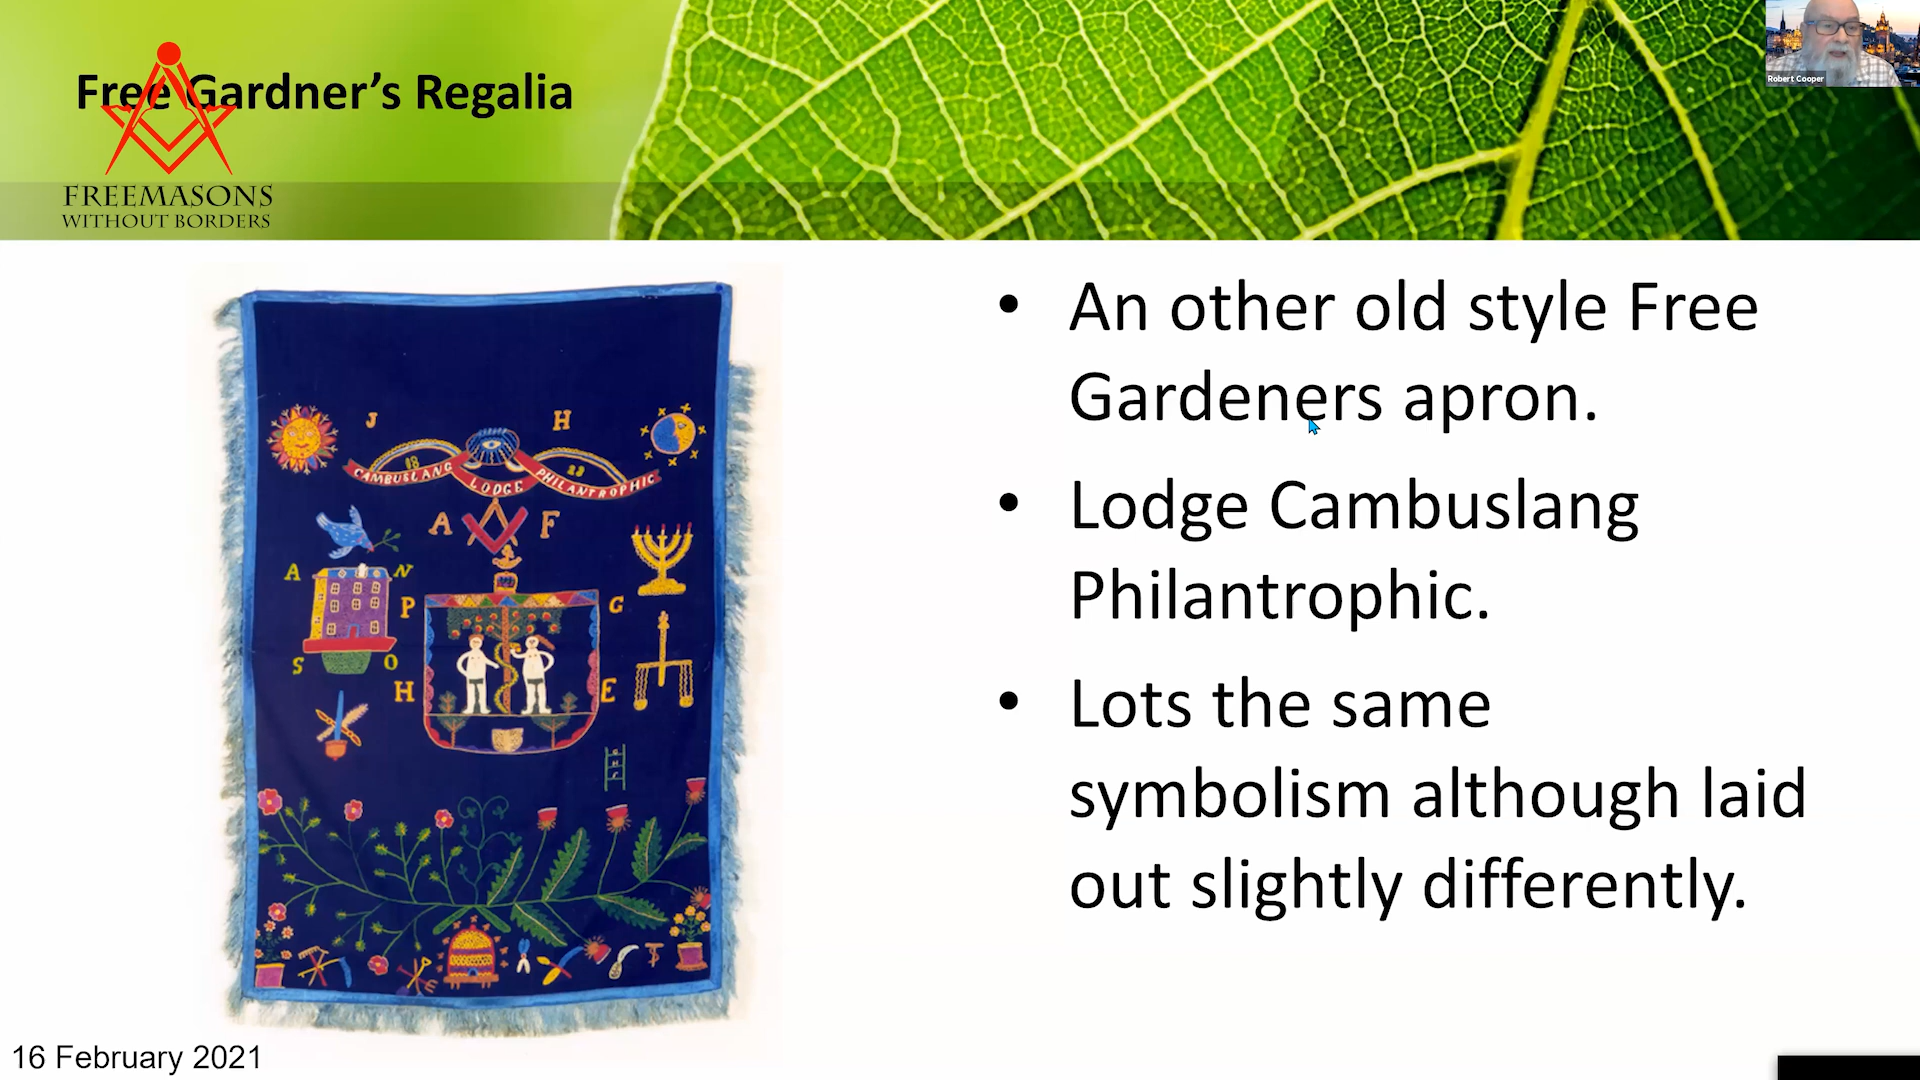 Free Gardner's Regalia
FREEMASONS
WITHOUT BORDERS
Robert Cooper
• An other old style Free
Gardeners apron.
• Lodge Cambuslang
Philantrophic.
• Lots the same
symbolism although laid
out slightly differently.
J H
18
CAMBUSLANG LODGE PHILANTROPHIC
A F
A N
P G
S O
H E
G
H
F
16 February 2021